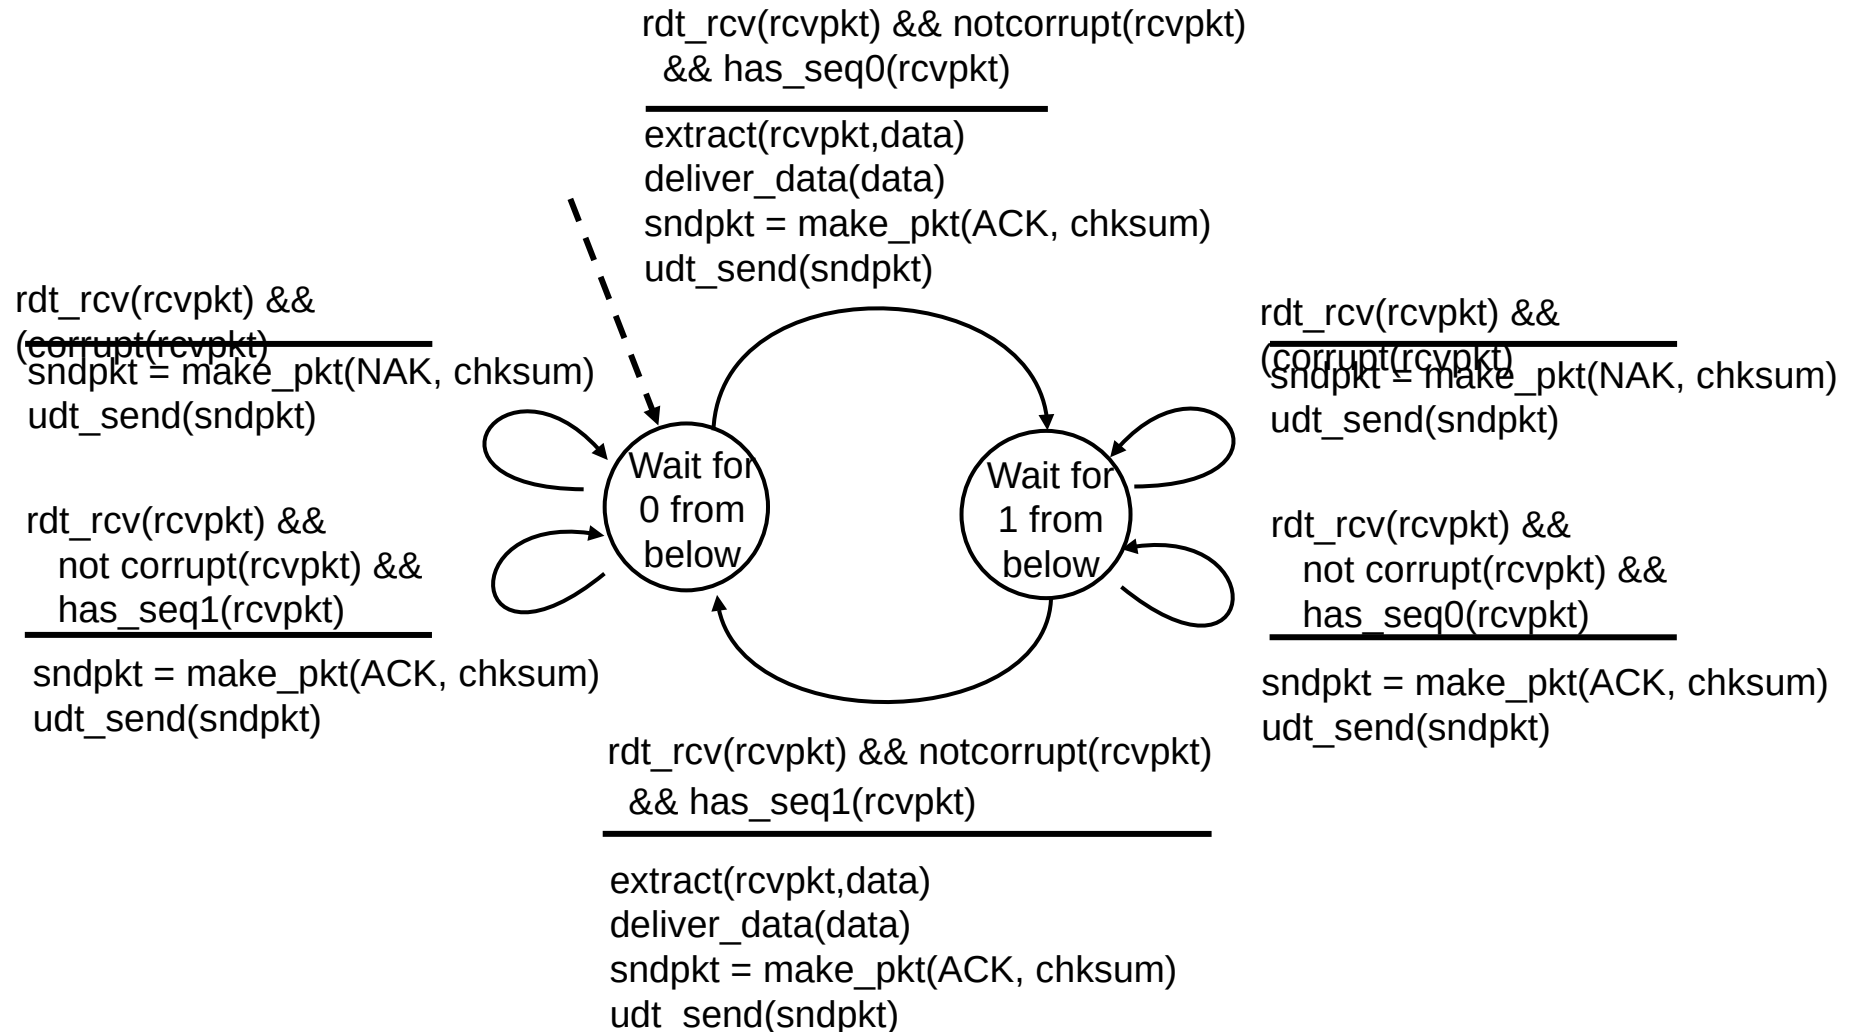 rdt_rcv(rcvpkt) && notcorrupt(rcvpkt)
&& has_seq0(rcvpkt)
extract(rcvpkt,data)
deliver_data(data)
sndpkt = make_pkt(ACK, chksum)
udt_send(sndpkt)
rdt_rcv(rcvpkt) &&
(corrupt(rcvpkt)
sndpkt = make_pkt(NAK, chksum)
udt_send(sndpkt)
rdt_rcv(rcvpkt) &&
not corrupt(rcvpkt) &&
has_seq1(rcvpkt)
sndpkt = make_pkt(ACK, chksum)
udt_send(sndpkt)
Wait for
0 from
below
Wait for
1 from
below
rdt_rcv(rcvpkt) &&
(corrupt(rcvpkt)
sndpkt = make_pkt(NAK, chksum)
udt_send(sndpkt)
rdt_rcv(rcvpkt) &&
not corrupt(rcvpkt) &&
has_seq0(rcvpkt)
sndpkt = make_pkt(ACK, chksum)
udt_send(sndpkt)
rdt_rcv(rcvpkt) && notcorrupt(rcvpkt)
&& has_seq1(rcvpkt)
extract(rcvpkt,data)
deliver_data(data)
sndpkt = make_pkt(ACK, chksum)
udt_send(sndpkt)